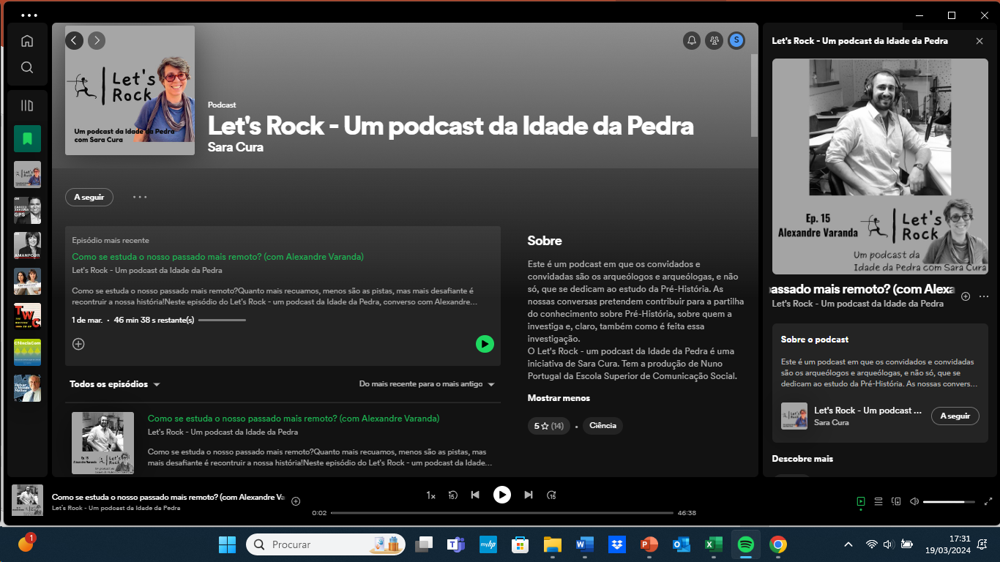 Let's
Rock
Um podcast da Idade da Pedra
com Sara Cura
Podcast
Let's Rock - Um podcast da Idade da Pedra
Sara Cura
S
A seguir
Episódio mais recente
Como se estuda o nosso passado mais remoto? (com Alexandre Varanda)
Let's Rock - Um podcast da Idade da Pedra
Como se estuda o nosso passado mais remoto?Quanto mais recuamos, menos são as pistas, mas mais desafiante é
recontruir a nossa história!Neste episódio do Let's Rock - um podcast da Idade da Pedra, converso com Alexandre...
1 de mar. • 46 min 38 s restante(s)
Todos os episódios
Do mais recente para o mais antigo
Como se estuda o nosso passado mais remoto? (com Alexandre Varanda)
Let's Rock - Um podcast da Idade da Pedra
Como se estuda o nosso passado mais remoto?Quanto mais recuamos, menos são as pistas, mas
mais desafiante é recontruir a nossa história!Neste episódio do Let's Rock - um podcast da Idade...
Sobre
Este é um podcast em que os convidados e
convidadas são os arqueólogos e arqueólogas, e não
só, que se dedicam ao estudo da Pré-História. As
nossas conversas pretendem contribuir para a partilha
do conhecimento sobre Pré-História, sobre quem a
investiga e, claro, também como é feita essa
investigação.
O Let's Rock - um podcast da Idade da Pedra é uma
iniciativa de Sara Cura. Tem a produção de Nuno
Portugal da Escola Superior de Comunicação Social.
Mostrar menos
5 (14) • Ciência
Let's Rock - Um podcast da Idade da Pedra
Ep. 15
Alexandre Varanda
Let's
Rock
Um podcast da
Idade da Pedra com Sara Cura
passado mais remoto? (com Alexa
Let's Rock - Um podcast da Idade da Pedra
Sobre o podcast
Este é um podcast em que os convidados e convidadas
são os arqueólogos e arqueólogas, e não só, que se
dedicam ao estudo da Pré-História. As nossas convers...
Let's Rock - Um podcast ...
Sara Cura
A seguir
Descobre mais
GPS
AMANPOUR
TWC
CiênciaCom
Como se estuda o nosso passado mais remoto? (com Alexandre Va
Let's Rock - Um podcast da Idade da Pedra
1x
15
15
0:02
46:38
1
Procurar
myhp
17:31
19/03/2024